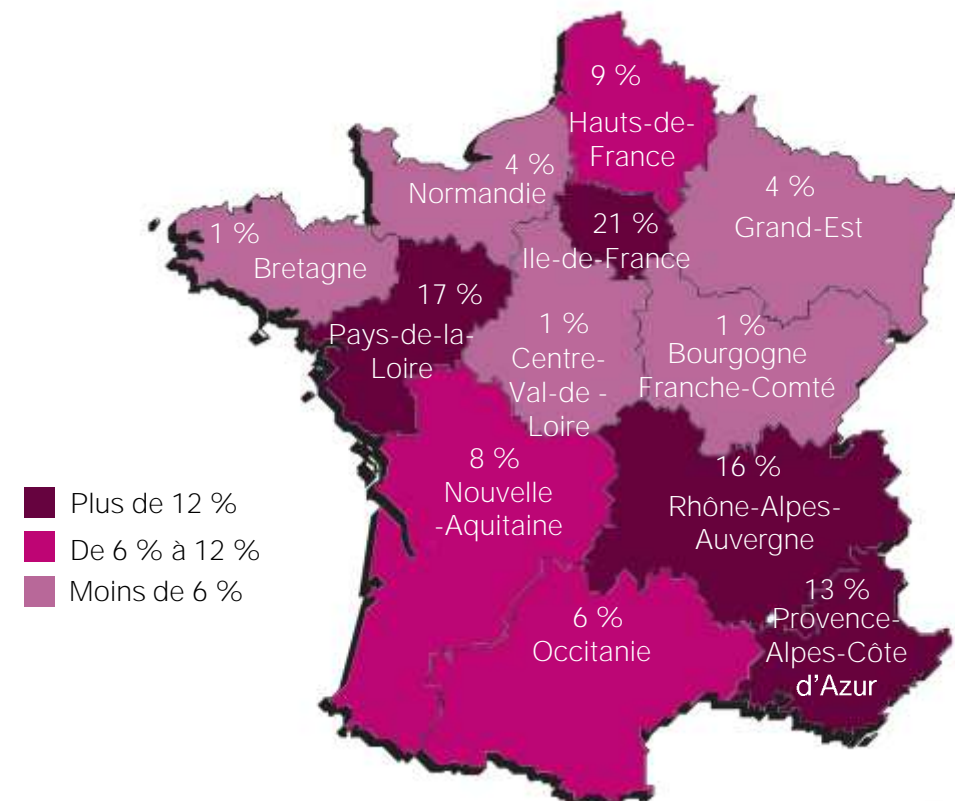 9 %
Hauts-de-
France
4 %
Normandie
4 %
Grand-Est
21 %
Ile-de-France
1 %
Bretagne
17 %
Pays-de-la-
Loire
1 %
Centre-
Val-de -
Loire
1 %
Bourgogne
Franche-Comté
8 %
Nouvelle
-Aquitaine
16 %
Rhône-Alpes-
Auvergne
13 %
Provence-
Alpes-Côte
d'Azur
6 %
Occitanie
Plus de 12 %
De 6 % à 12 %
Moins de 6 %